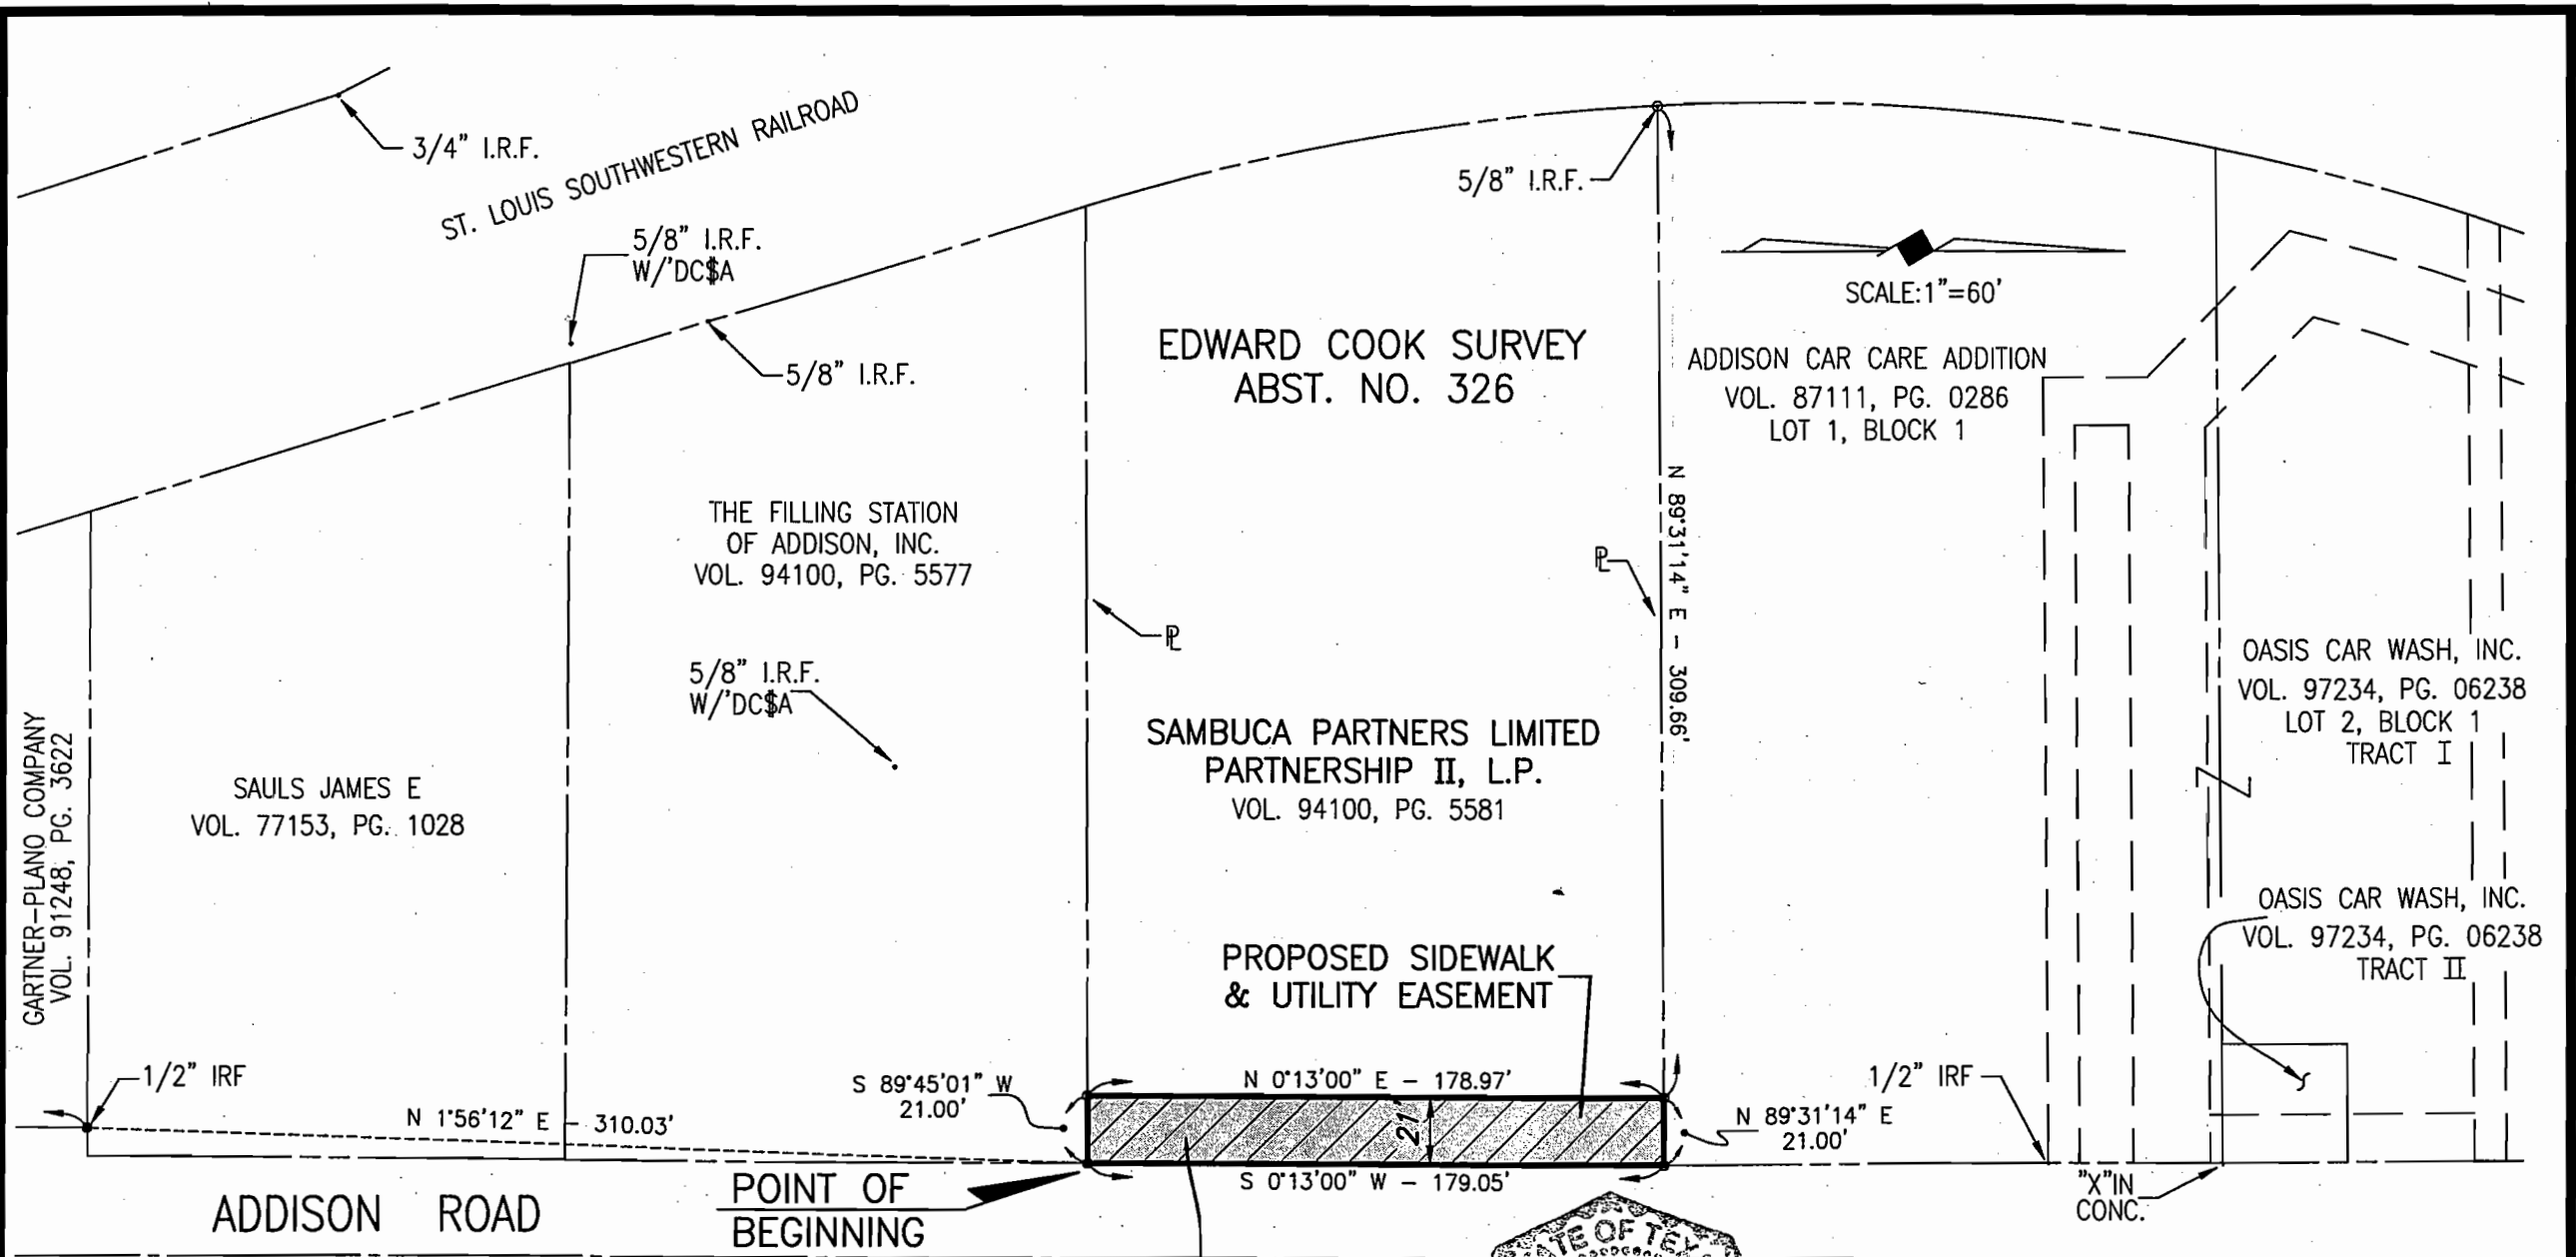 3/4" I.R.F.
ST. LOUIS SOUTHWESTERN RAILROAD
5/8" I.R.F.
W/'DC$A
5/8" I.R.F.
5/8" I.R.F.
SCALE:1"=60'
EDWARD COOK SURVEY
ABST. NO. 326
ADDISON CAR CARE ADDITION
VOL. 87111, PG. 0286
LOT 1, BLOCK 1
N 89°31'14" E - 309.66'
THE FILLING STATION
OF ADDISON, INC.
VOL. 94100, PG. 5577
PL
PL
5/8" I.R.F.
W/'DC$A
OASIS CAR WASH, INC.
VOL. 97234, PG. 06238
LOT 2, BLOCK 1
TRACT I
GARTNER-PLANO COMPANY
VOL. 91248, PG. 3622
SAULS JAMES E
VOL. 77153, PG. 1028
SAMBUCA PARTNERS LIMITED
PARTNERSHIP II, L.P.
VOL. 94100, PG. 5581
OASIS CAR WASH, INC.
VOL. 97234, PG. 06238
TRACT II
PROPOSED SIDEWALK
& UTILITY EASEMENT
1/2" IRF
N 1°56'12" E - 310.03'
S 89°45'01" W
21.00'
N 0°13'00" E - 178.97'
21'
N 89°31'14" E
21.00'
1/2" IRF
S 0°13'00" W - 179.05'
"X"IN
CONC.
ADDISON ROAD
POINT OF
BEGINNING
OF